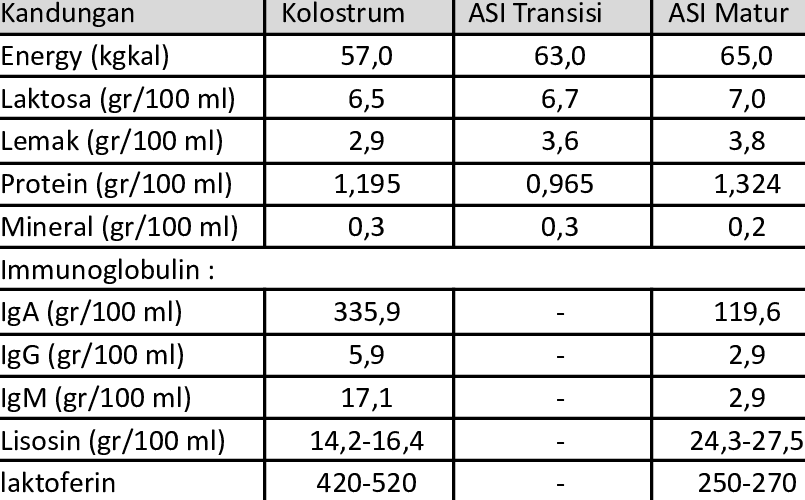 Kandungan Kolostrum ASI Transisi ASI Matur
Energy (kgkal) 57,0 63,0 65,0
Laktosa (gr/100 ml) 6,5 6,7 7,0
Lemak (gr/100 ml) 2,9 3,6 3,8
Protein (gr/100 ml) 1,195 0,965 1,324
Mineral (gr/100 ml) 0,3 0,3 0,2
Immunoglobulin :
IgA (gr/100 ml) 335,9 - 119,6
IgG (gr/100 ml) 5,9 - 2,9
IgM (gr/100 ml) 17,1 - 2,9
Lisosin (gr/100 ml) 14,2-16,4 - 24,3-27,5
laktoferin 420-520 - 250-270